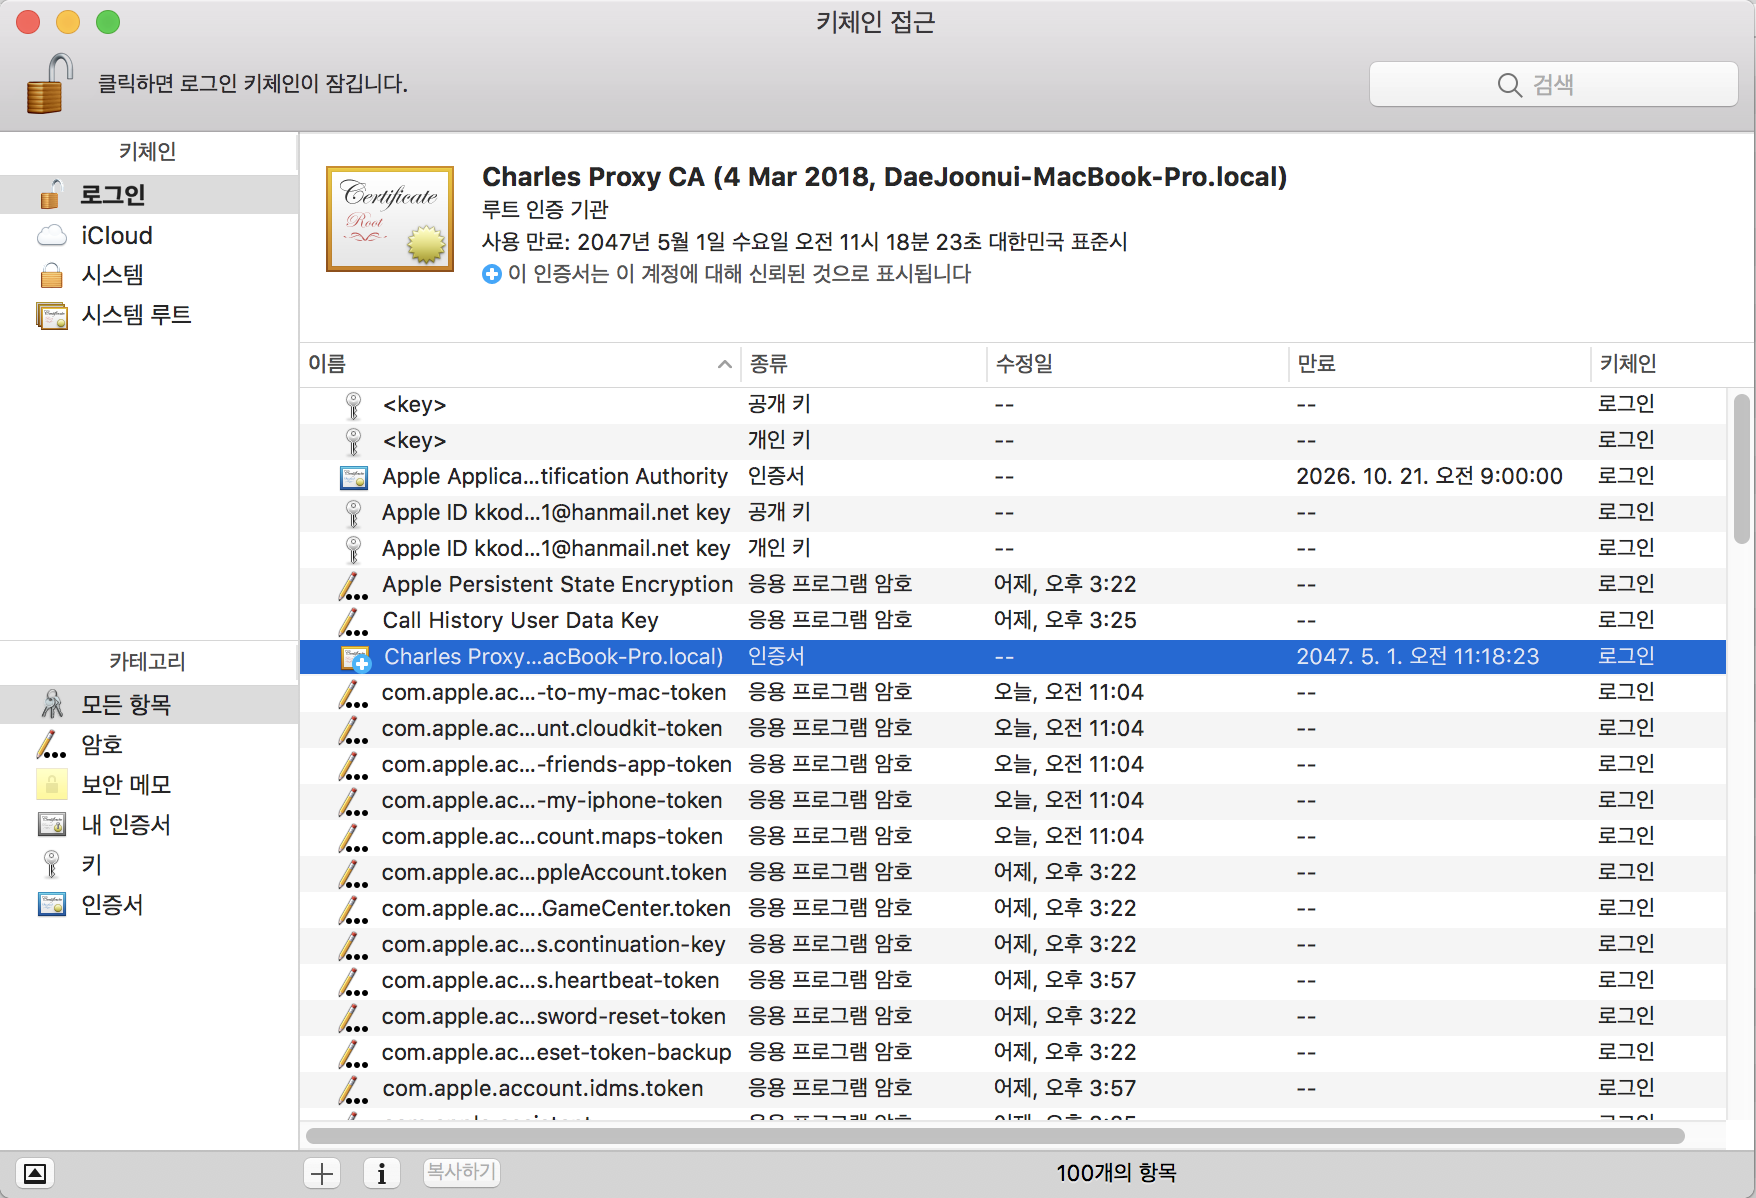 키체인 접근
클릭하면 로그인 키체인이 잠깁니다.
검색
키체인
로그인
iCloud
시스템
시스템 루트
카테고리
모든 항목
암호
보안 메모
내 인증서
키
인증서
Certificate
Root
Charles Proxy CA (4 Mar 2018, DaeJoonui-MacBook-Pro.local)
루트 인증 기관
사용 만료: 2047년 5월 1일 수요일 오전 11시 18분 23초 대한민국 표준시
이 인증서는 이 계정에 대해 신뢰된 것으로 표시됩니다
이름 종류 수정일 만료 키체인
<key> 공개 키 -- -- 로그인
<key> 개인 키 -- -- 로그인
Apple Applica...tification Authority 인증서 -- 2026. 10. 21. 오전 9:00:00 로그인
Apple ID kkod...1@hanmail.net key 공개 키 -- -- 로그인
Apple ID kkod...1@hanmail.net key 개인 키 -- -- 로그인
Apple Persistent State Encryption 응용 프로그램 암호 어제, 오후 3:22 -- 로그인
Call History User Data Key 응용 프로그램 암호 어제, 오후 3:25 -- 로그인
Charles Proxy...acBook-Pro.local) 인증서 -- 2047. 5. 1. 오전 11:18:23 로그인
com.apple.ac...-to-my-mac-token 응용 프로그램 암호 오늘, 오전 11:04 -- 로그인
com.apple.ac...unt.cloudkit-token 응용 프로그램 암호 오늘, 오전 11:04 -- 로그인
com.apple.ac...-friends-app-token 응용 프로그램 암호 오늘, 오전 11:04 -- 로그인
com.apple.ac...-my-iphone-token 응용 프로그램 암호 오늘, 오전 11:04 -- 로그인
com.apple.ac...count.maps-token 응용 프로그램 암호 오늘, 오전 11:04 -- 로그인
com.apple.ac...ppleAccount.token 응용 프로그램 암호 어제, 오후 3:22 -- 로그인
com.apple.ac....GameCenter.token 응용 프로그램 암호 어제, 오후 3:22 -- 로그인
com.apple.ac...s.continuation-key 응용 프로그램 암호 어제, 오후 3:22 -- 로그인
com.apple.ac...s.heartbeat-token 응용 프로그램 암호 어제, 오후 3:57 -- 로그인
com.apple.ac...sword-reset-token 응용 프로그램 암호 어제, 오후 3:22 -- 로그인
com.apple.ac...eset-token-backup 응용 프로그램 암호 어제, 오후 3:22 -- 로그인
com.apple.account.idms.token 응용 프로그램 암호 어제, 오후 3:57 -- 로그인
복사하기
100개의 항목